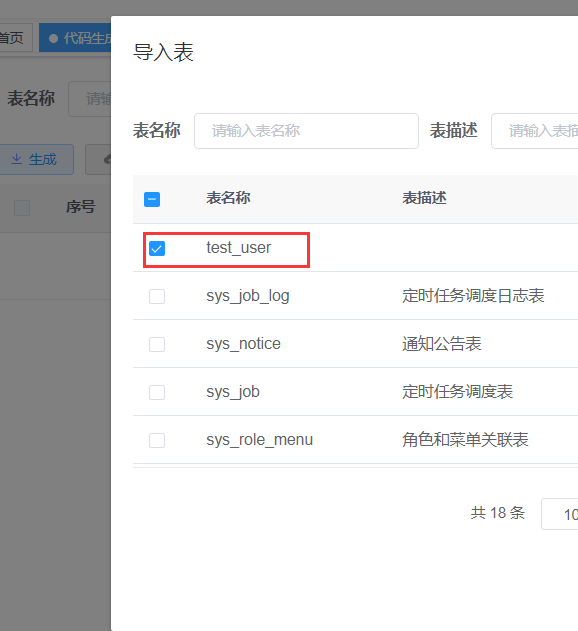 首页
代码生成
导入表
表名称
请输
表名称
请输入表名称
表描述
请输入表描
生成
序号
表名称
表描述
test_user
sys_job_log
定时任务调度日志表
sys_notice
通知公告表
sys_job
定时任务调度表
sys_role_menu
角色和菜单关联表
共 18 条
10